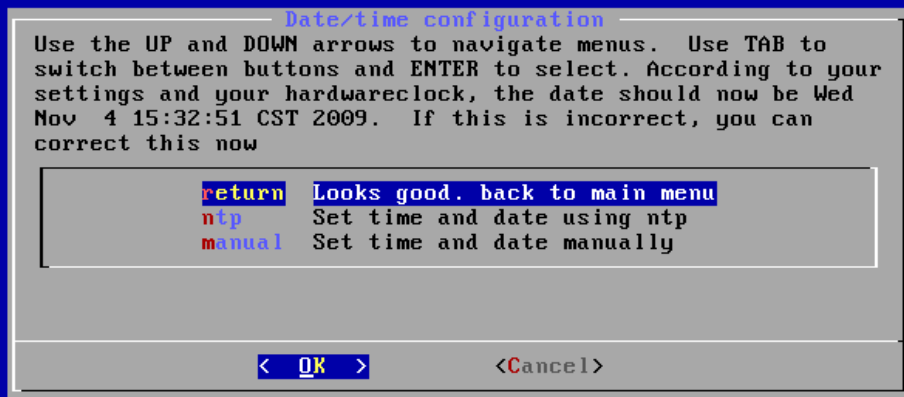 Date/time configuration
Use the UP and DOWN arrows to navigate menus.  Use TAB to
switch between buttons and ENTER to select. According to your
settings and your hardwareclock, the date should now be Wed
Nov  4 15:32:51 CST 2009.  If this is incorrect, you can
correct this now
return  Looks good. back to main menu
ntp     Set time and date using ntp
manual  Set time and date manually
<  OK  >  <Cancel>